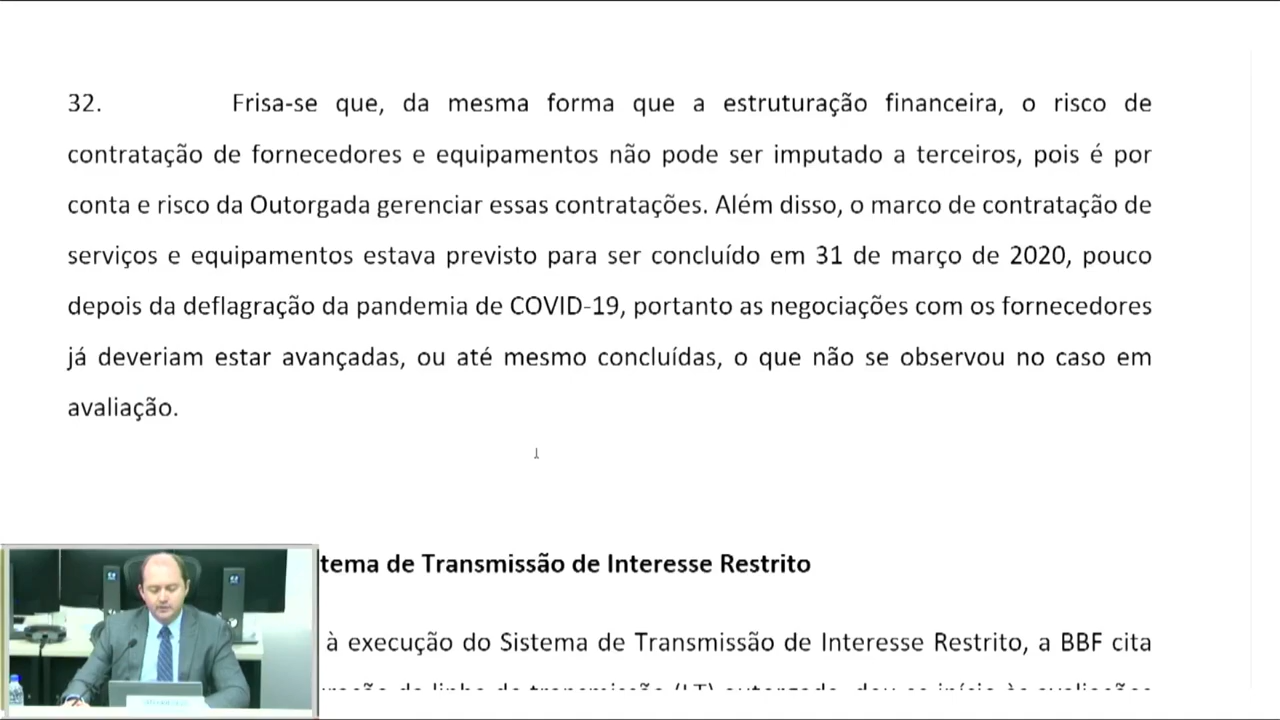 32. Frisa-se que, da mesma forma que a estruturação financeira, o risco de
contratação de fornecedores e equipamentos não pode ser imputado a terceiros, pois é por
conta e risco da Outorgada gerenciar essas contratações. Além disso, o marco de contratação de
serviços e equipamentos estava previsto para ser concluído em 31 de março de 2020, pouco
depois da deflagração da pandemia de COVID-19, portanto as negociações com os fornecedores
já deveriam estar avançadas, ou até mesmo concluídas, o que não se observou no caso em
avaliação.
tema de Transmissão de Interesse Restrito
à execução do Sistema de Transmissão de Interesse Restrito, a BBF cita